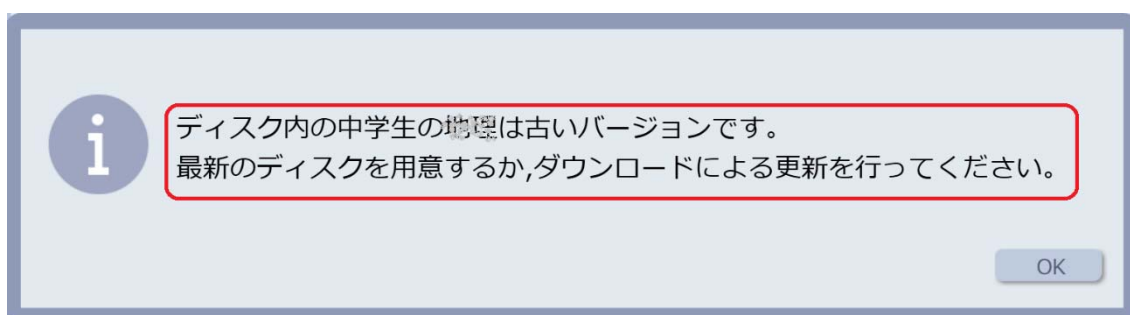 ディスク内の中学生の地理は古いバージョンです。
最新のディスクを用意するか,ダウンロードによる更新を行ってください。
OK